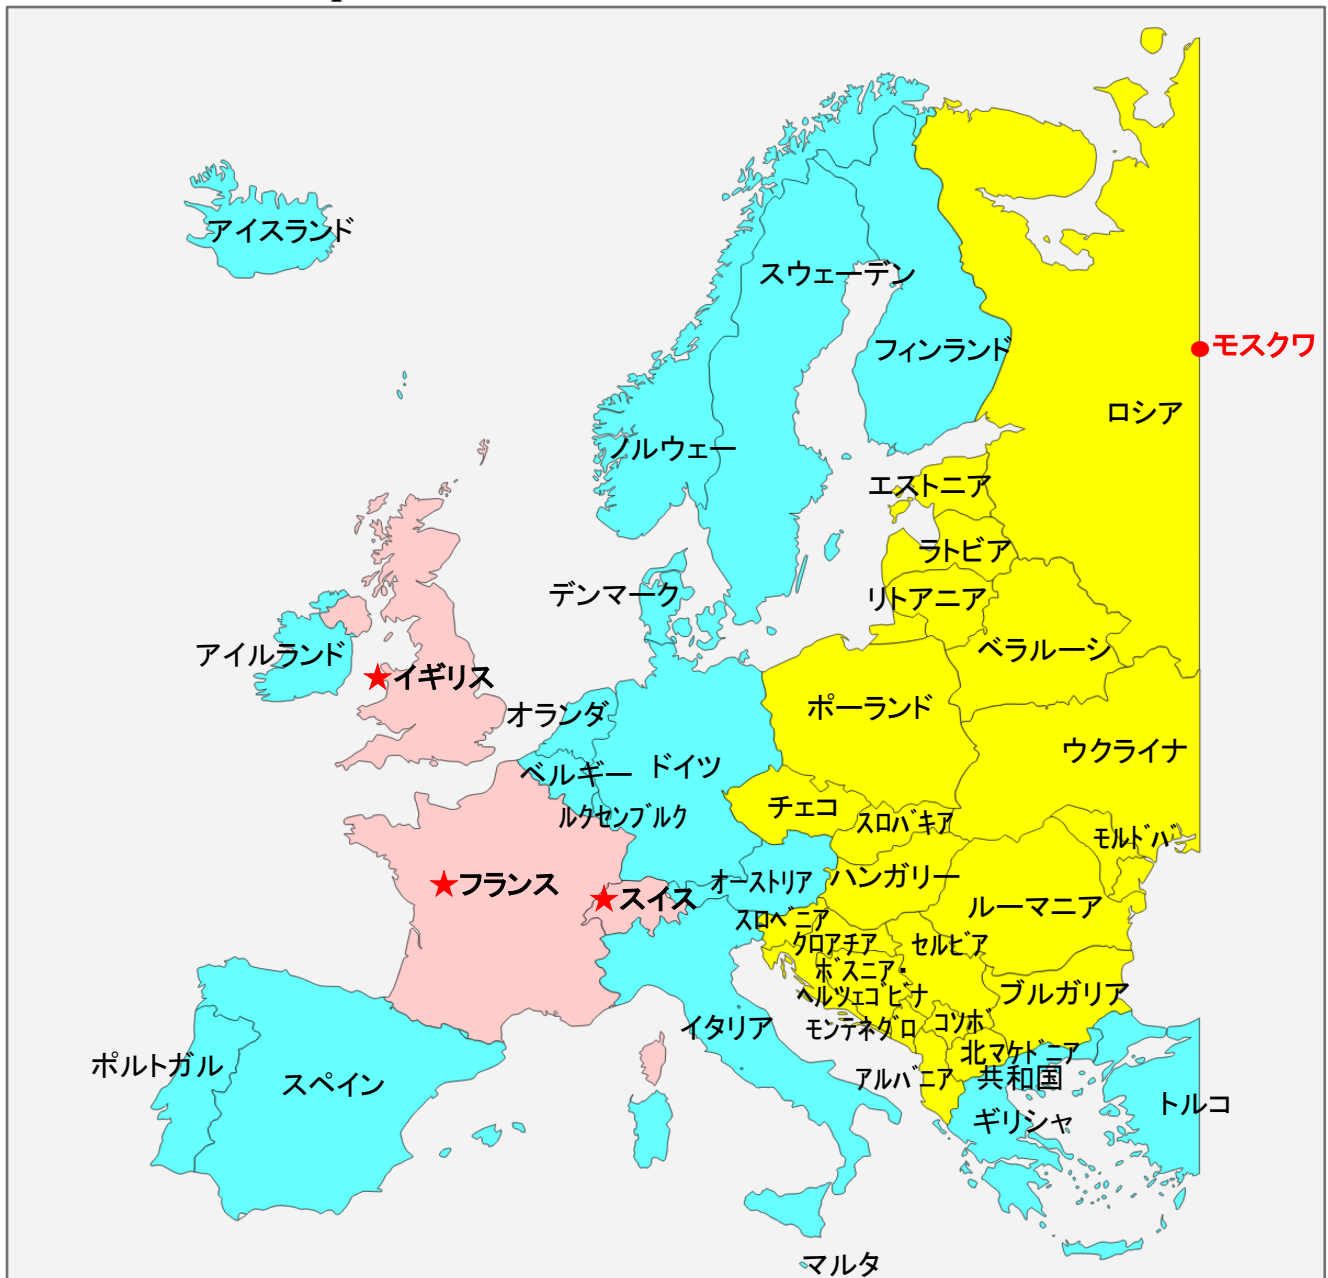 アイスランド
スウェーデン
フィンランド
モスクワ
ロシア
ノルウェー
エストニア
ラトビア
デンマーク
リトアニア
アイルランド
ベラルーシ
イギリス
オランダ
ポーランド
ウクライナ
ベルギー
ドイツ
チェコ
ルクセンブルク
スロバキア
モルドバ
フランス
スイス
オーストリア
ハンガリー
ルーマニア
スロベニア
クロアチア
セルビア
ボスニア・
ヘルツェゴビナ
ブルガリア
イタリア
モンテネグロ
コソボ
北マケドニア
共和国
ポルトガル
スペイン
アルバニア
トルコ
ギリシャ
マルタ